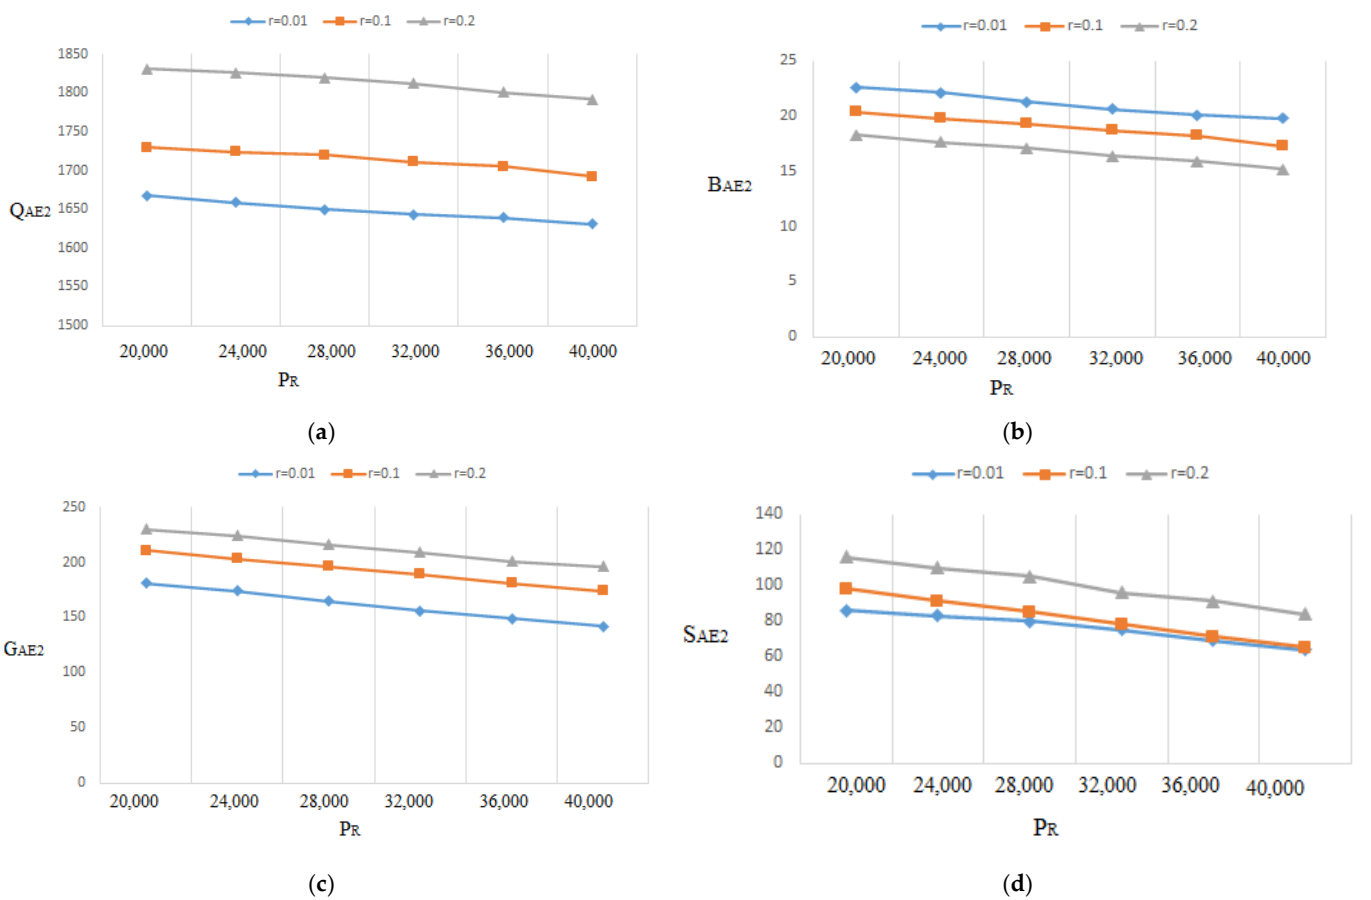 r=0.01 r=0.1 r=0.2
1850
1800
1750
1700
1650
1600
1550
1500
QAE2
20,000 24,000 28,000 32,000 36,000 40,000
PR
(a)
r=0.01 r=0.1 r=0.2
25
20
15
10
5
0
BAE2
20,000 24,000 28,000 32,000 36,000 40,000
PR
(b)
r=0.01 r=0.1 r=0.2
250
200
150
100
50
0
GAE2
20,000 24,000 28,000 32,000 36,000 40,000
PR
(c)
r=0.01 r=0.1 r=0.2
140
120
100
80
60
40
20
0
SAE2
20,000 24,000 28,000 32,000 36,000 40,000
PR
(d)